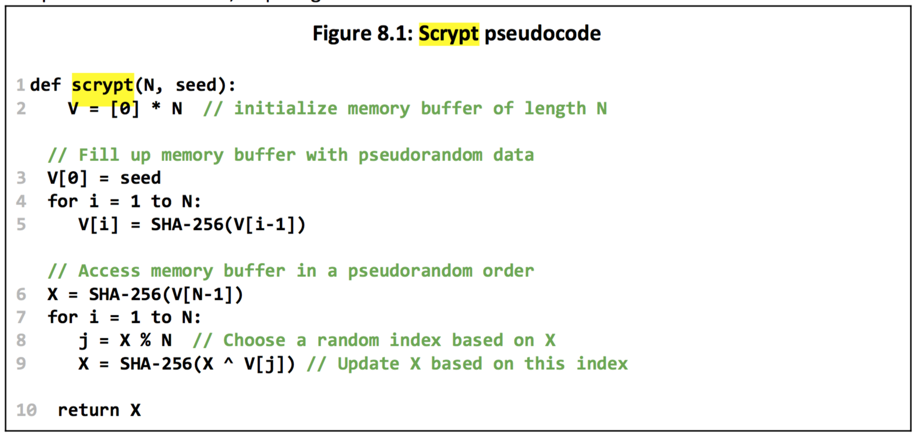 Figure 8.1: Scrypt pseudocode
1 def scrypt(N, seed):
2 V = [0] * N // initialize memory buffer of length N
// Fill up memory buffer with pseudorandom data
3 V[0] = seed
4 for i = 1 to N:
5 V[i] = SHA-256(V[i-1])
// Access memory buffer in a pseudorandom order
6 X = SHA-256(V[N-1])
7 for i = 1 to N:
8 j = X % N // Choose a random index based on X
9 X = SHA-256(X ^ V[j]) // Update X based on this index
10 return X